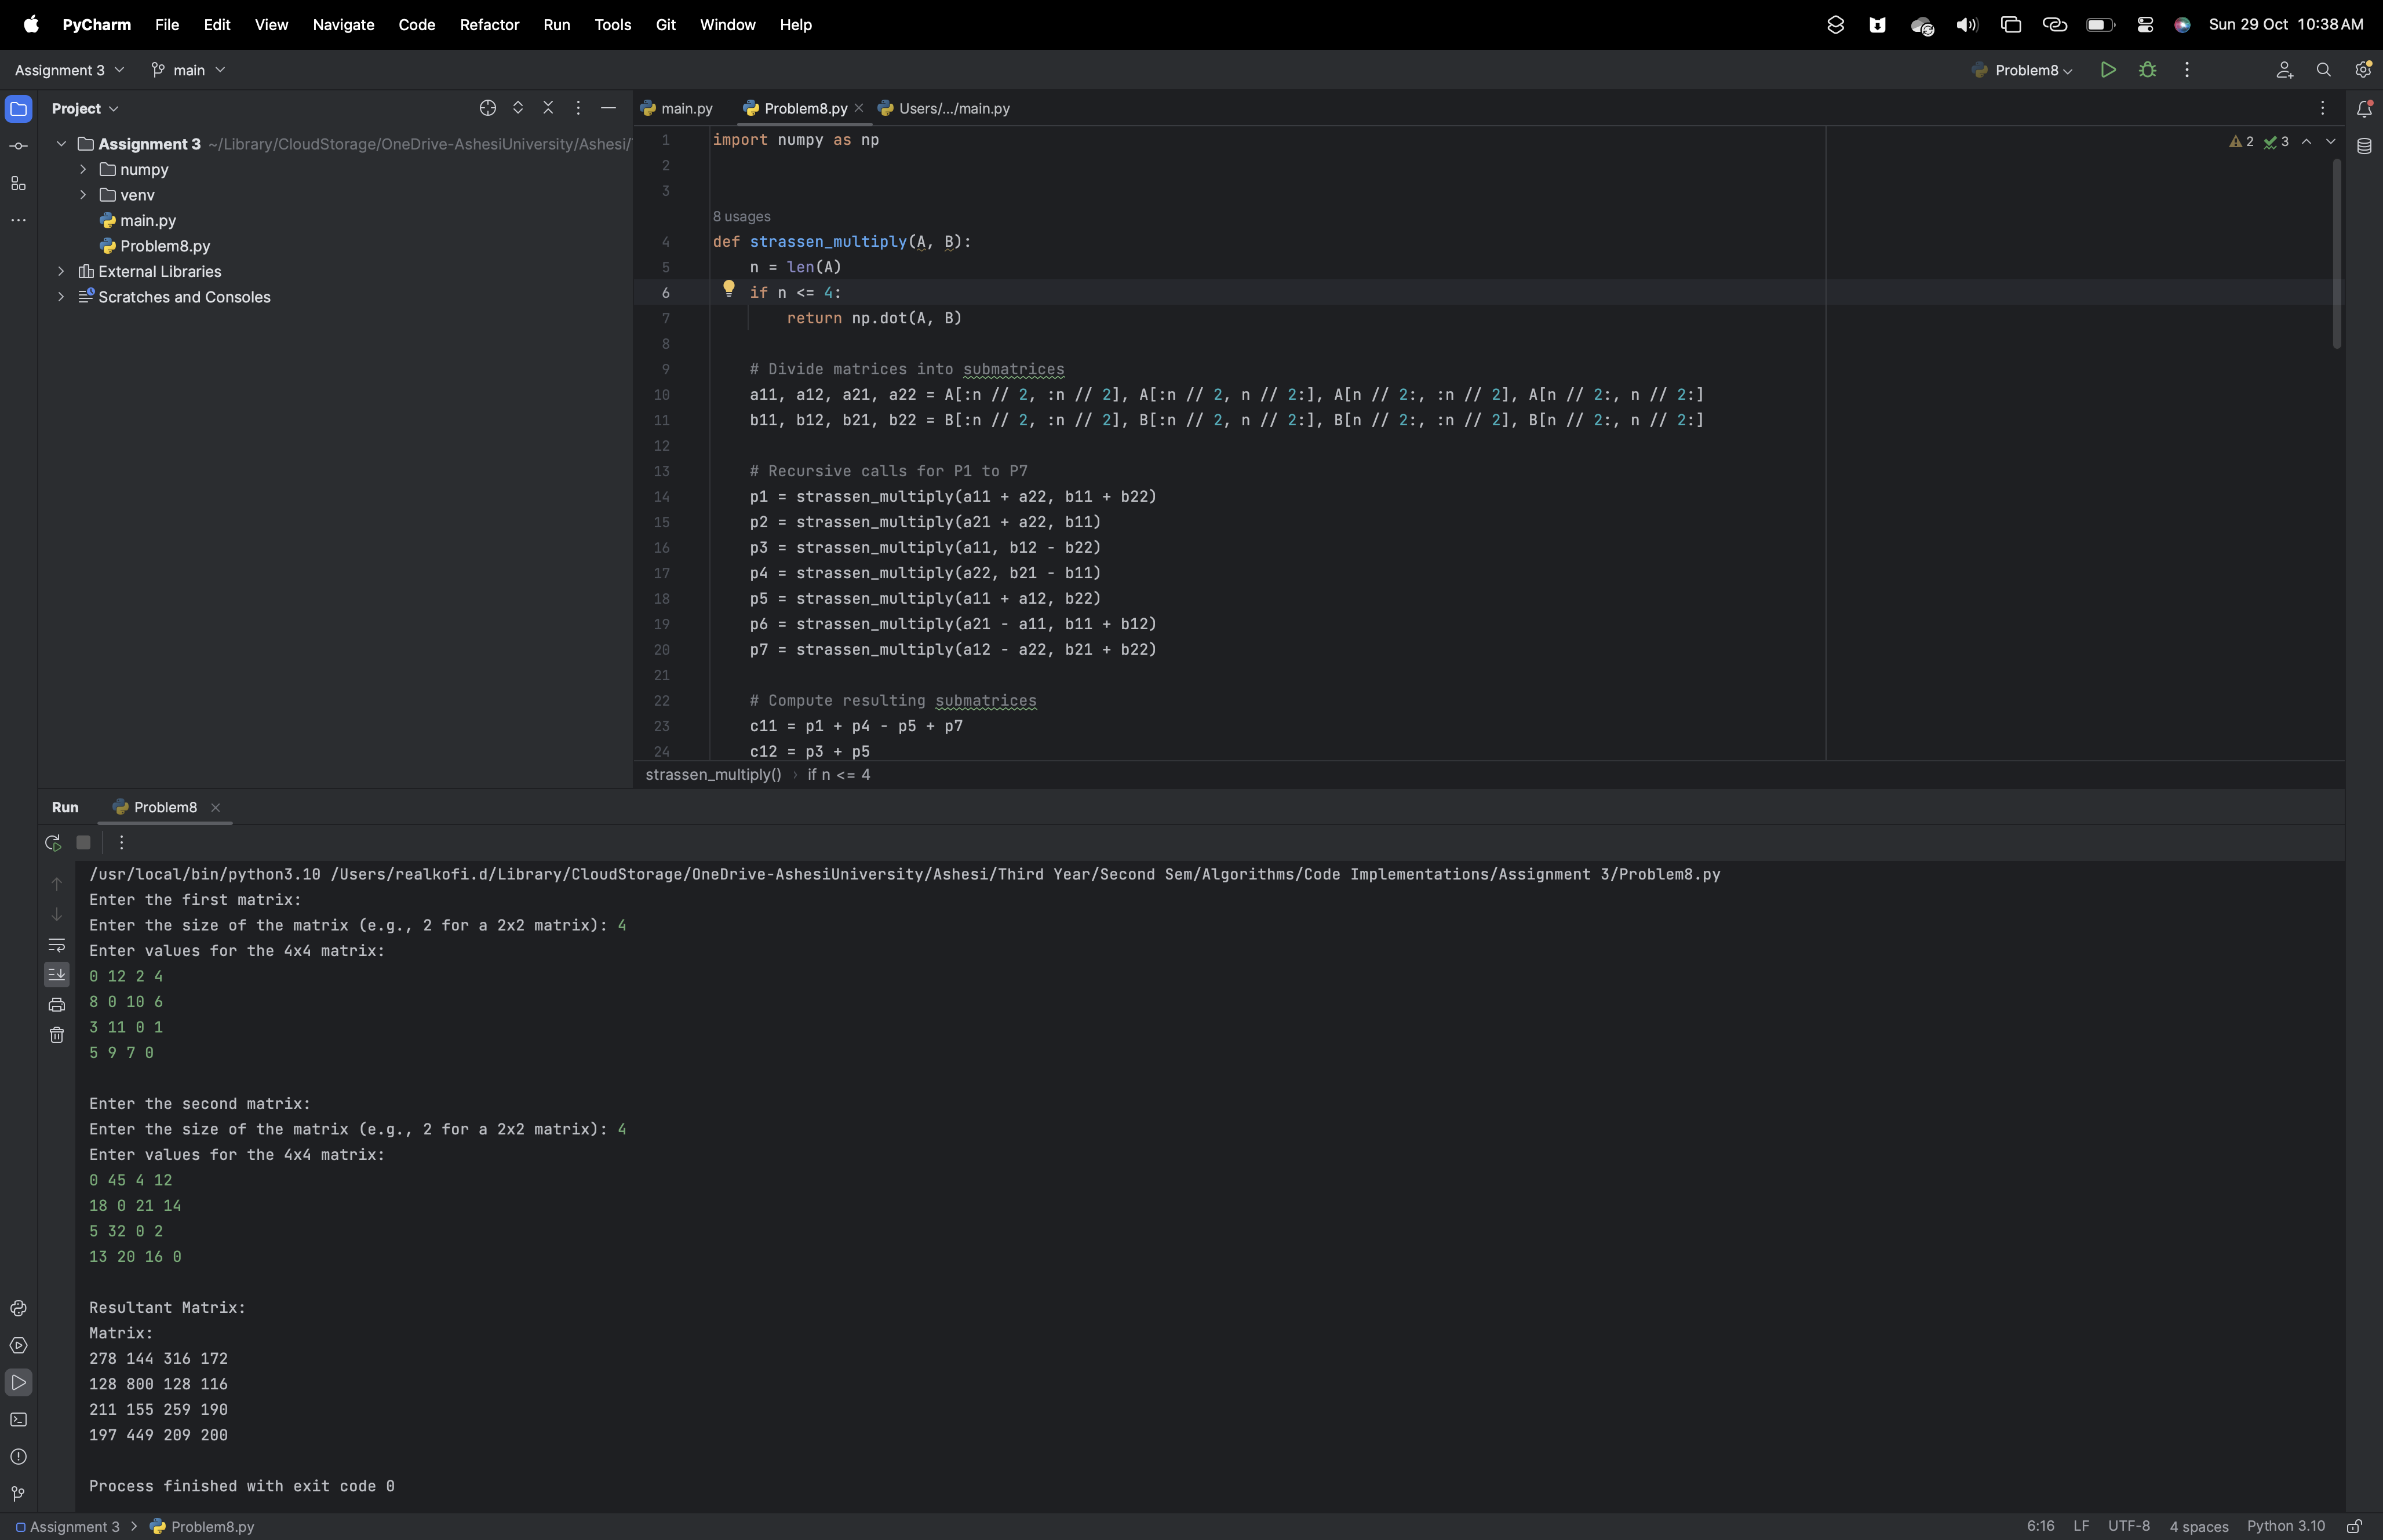 PyCharm File Edit View Navigate Code Refactor Run Tools Git Window Help
Sun 29 Oct 10:38 AM
Assignment 3 main
Problem8
Project
Assignment 3 ~/Library/CloudStorage/OneDrive-AshesiUniversity/Ashesi/
numpy
venv
main.py
Problem8.py
External Libraries
Scratches and Consoles
main.py Problem8.py Users/.../main.py
2 3
1 import numpy as np
2
3
8 usages
4 def strassen_multiply(A, B):
5 n = len(A)
6 if n <= 4:
7 return np.dot(A, B)
8
9 # Divide matrices into submatrices
10 a11, a12, a21, a22 = A[:n // 2, :n // 2], A[:n // 2, n // 2:], A[n // 2:, :n // 2], A[n // 2:, n // 2:]
11 b11, b12, b21, b22 = B[:n // 2, :n // 2], B[:n // 2, n // 2:], B[n // 2:, :n // 2], B[n // 2:, n // 2:]
12
13 # Recursive calls for P1 to P7
14 p1 = strassen_multiply(a11 + a22, b11 + b22)
15 p2 = strassen_multiply(a21 + a22, b11)
16 p3 = strassen_multiply(a11, b12 - b22)
17 p4 = strassen_multiply(a22, b21 - b11)
18 p5 = strassen_multiply(a11 + a12, b22)
19 p6 = strassen_multiply(a21 - a11, b11 + b12)
20 p7 = strassen_multiply(a12 - a22, b21 + b22)
21
22 # Compute resulting submatrices
23 c11 = p1 + p4 - p5 + p7
24 c12 = p3 + p5
strassen_multiply() › if n <= 4
Run Problem8
/usr/local/bin/python3.10 /Users/realkofi.d/Library/CloudStorage/OneDrive-AshesiUniversity/Ashesi/Third Year/Second Sem/Algorithms/Code Implementations/Assignment 3/Problem8.py
Enter the first matrix:
Enter the size of the matrix (e.g., 2 for a 2x2 matrix): 4
Enter values for the 4x4 matrix:
0 12 2 4
8 0 10 6
3 11 0 1
5 9 7 0
Enter the second matrix:
Enter the size of the matrix (e.g., 2 for a 2x2 matrix): 4
Enter values for the 4x4 matrix:
0 45 4 12
18 0 21 14
5 32 0 2
13 20 16 0
Resultant Matrix:
Matrix:
278 144 316 172
128 800 128 116
211 155 259 190
197 449 209 200
Process finished with exit code 0
Assignment 3 > Problem8.py
6:16 LF UTF-8 4 spaces Python 3.10